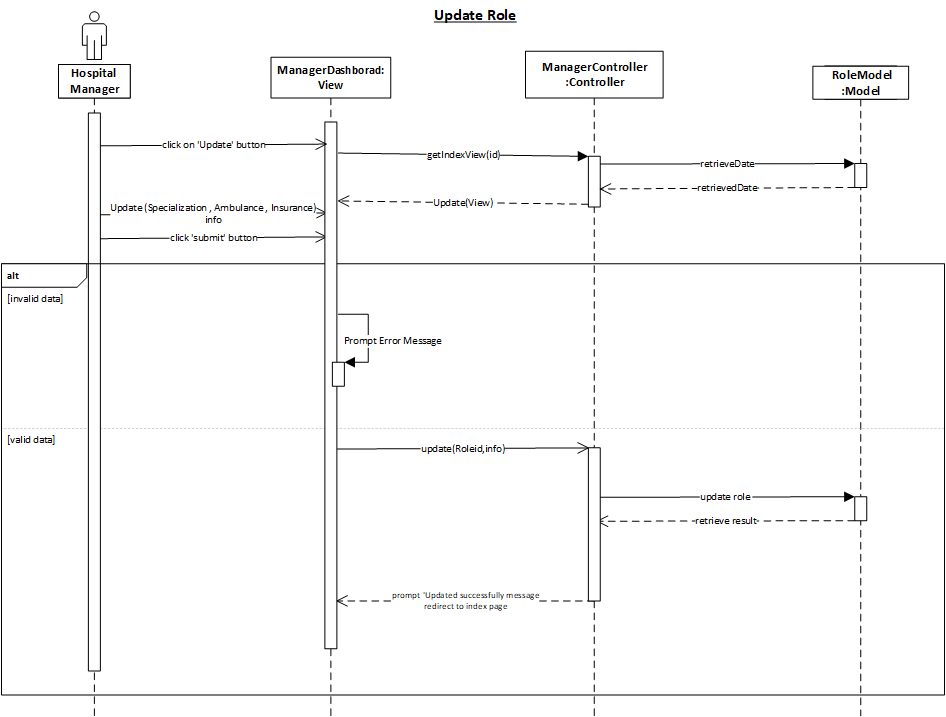 Update Role
Hospital
Manager
ManagerDashborad:
View
ManagerController
:Controller
RoleModel
:Model
click on 'Update' button
getIndexView(id)
retrieveDate
retrievedDate
Update(View)
Update (Specialization , Ambulance , Insurance)
info
click 'submit' button
alt
[invalid data]
Prompt Error Message
[valid data]
update(Roleid,info)
update role
retrieve result
prompt 'Updated successfully message
redirect to index page